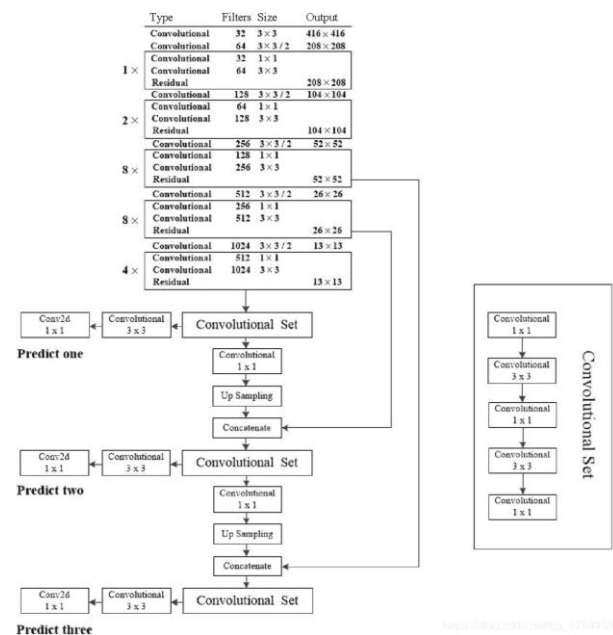 Type Filters Size Output
Convolutional 32 3×3 416×416
Convolutional 64 3×3/2 208×208
Convolutional 32 1×1
1× Convolutional 64 3×3
Residual 208×208
Convolutional 128 3×3/2 104×104
Convolutional 64 1×1
2× Convolutional 128 3×3
Residual 104×104
Convolutional 256 3×3/2 52×52
Convolutional 128 1×1
8× Convolutional 256 3×3
Residual 52×52
Convolutional 512 3×3/2 26×26
Convolutional 256 1×1
8× Convolutional 512 3×3
Residual 26×26
Convolutional 1024 3×3/2 13×13
Convolutional 512 1×1
4× Convolutional 1024 3×3
Residual 13×13
Conv2d
1 x 1
Convolutional
3 x 3
Convolutional Set
Predict one
Convolutional
1 x 1
Up Sampling
Concatenate
Conv2d
1 x 1
Convolutional
3 x 3
Convolutional Set
Predict two
Convolutional
1 x 1
Up Sampling
Concatenate
Conv2d
1 x 1
Convolutional
3 x 3
Convolutional Set
Predict three
Convolutional
1 x 1
Convolutional
3 x 3
Convolutional
1 x 1
Convolutional
3 x 3
Convolutional
1 x 1
Convolutional Set